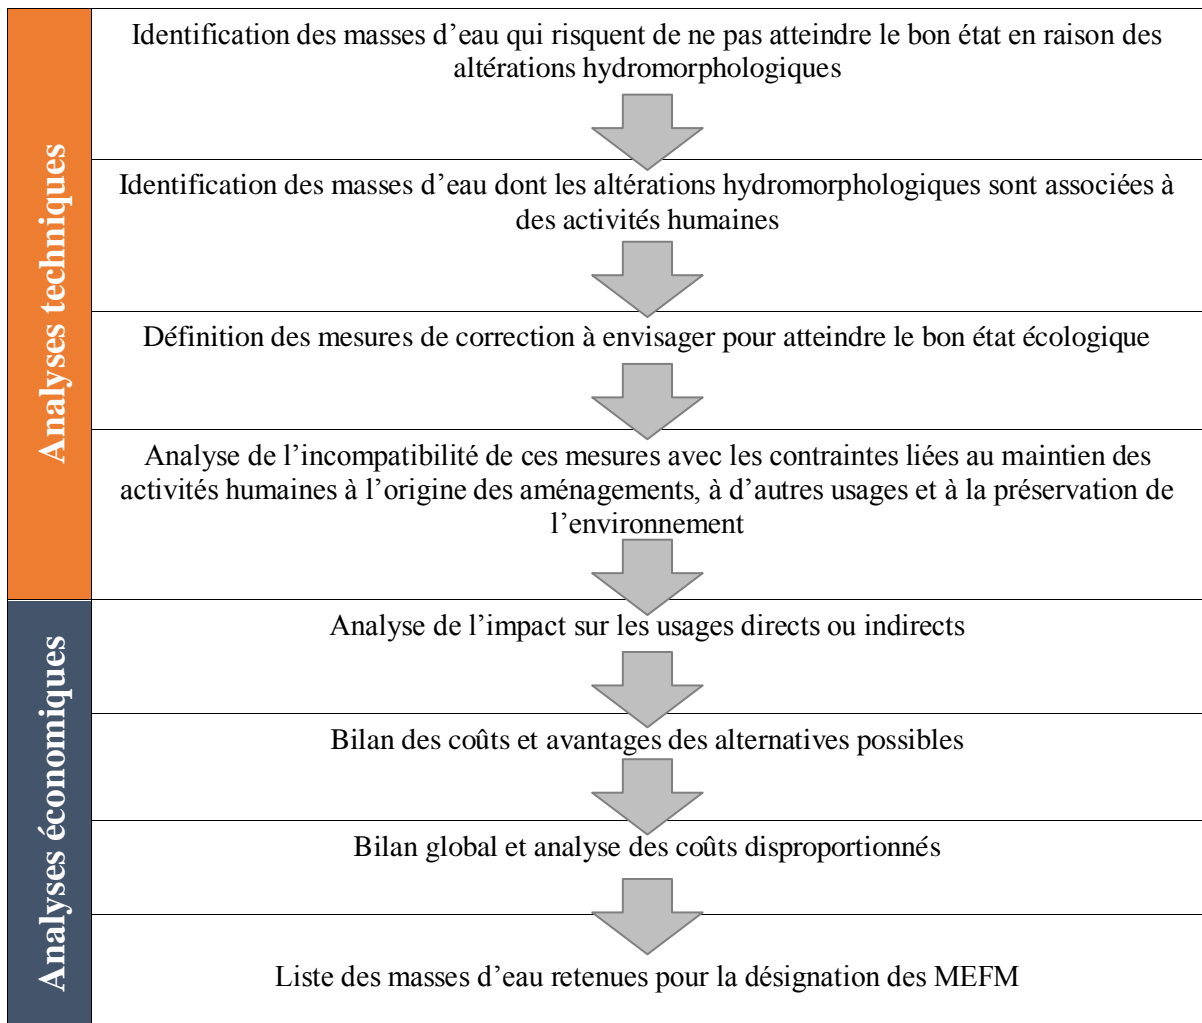 Analyses techniques
Identification des masses d’eau qui risquent de ne pas atteindre le bon état en raison des
altérations hydromorphologiques
Identification des masses d’eau dont les altérations hydromorphologiques sont associées à
des activités humaines
Définition des mesures de correction à envisager pour atteindre le bon état écologique
Analyse de l’incompatibilité de ces mesures avec les contraintes liées au maintien des
activités humaines à l’origine des aménagements, à d’autres usages et à la préservation de
l’environnement
Analyses économiques
Analyse de l’impact sur les usages directs ou indirects
Bilan des coûts et avantages des alternatives possibles
Bilan global et analyse des coûts disproportionnés
Liste des masses d’eau retenues pour la désignation des MEFM